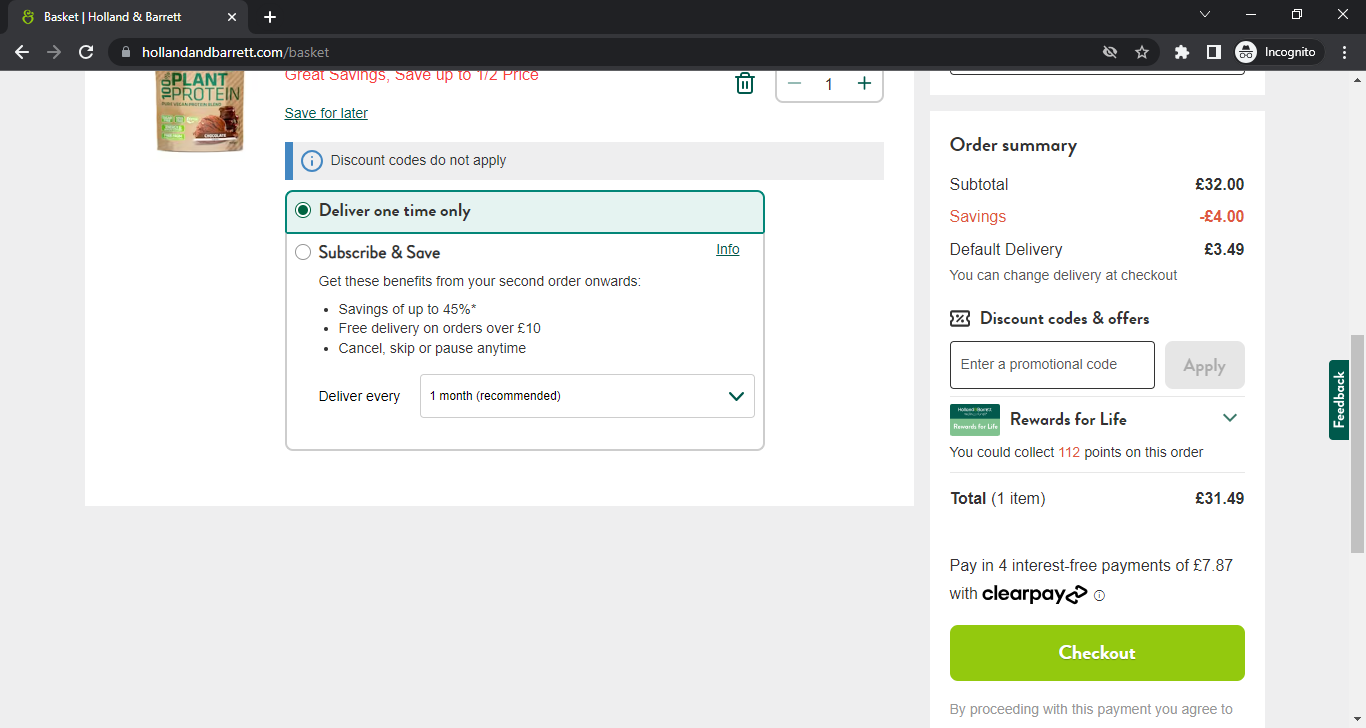 Basket | Holland & Barrett
hollandandbarrett.com/basket
Incognito
Great Savings, Save up to 1/2 Price
100% PLANT
PROTEIN
CHOCOLATE
1
Save for later
Discount codes do not apply
Deliver one time only
Subscribe & Save
Info
Get these benefits from your second order onwards:
• Savings of up to 45%*
• Free delivery on orders over £10
• Cancel, skip or pause anytime
Deliver every
1 month (recommended)
Order summary
Subtotal £32.00
Savings -£4.00
Default Delivery £3.49
You can change delivery at checkout
Discount codes & offers
Enter a promotional code
Apply
Holland & Barrett
Rewards for Life
Rewards for Life
You could collect 112 points on this order
Total (1 item) £31.49
Pay in 4 interest-free payments of £7.87
with clearpay
Checkout
By proceeding with this payment you agree to
Feedback